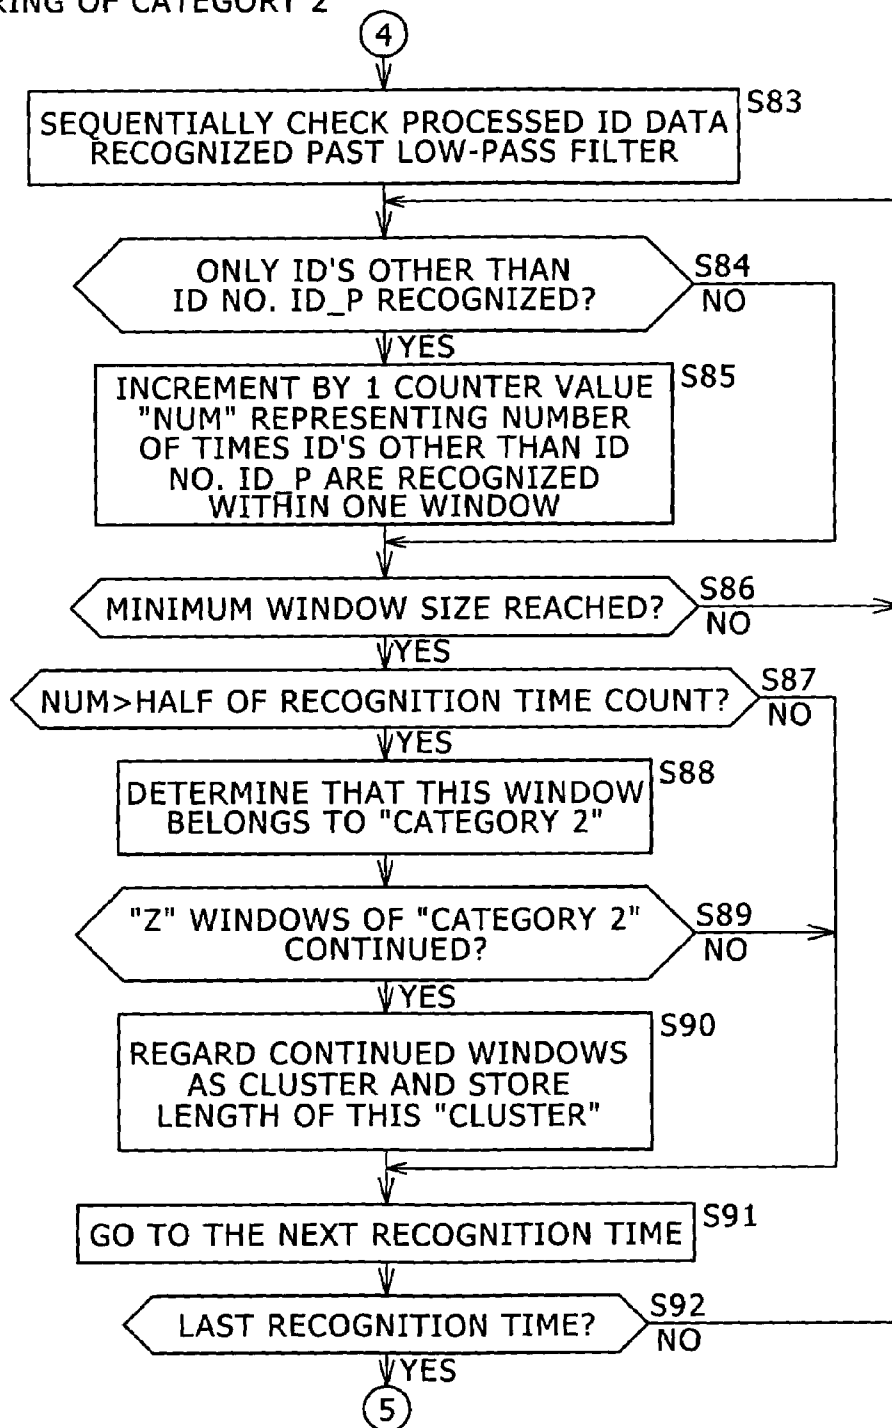 RING OF CATEGORY 2
4
S83
SEQUENTIALLY CHECK PROCESSED ID DATA
RECOGNIZED PAST LOW-PASS FILTER
ONLY ID'S OTHER THAN
ID NO. ID_P RECOGNIZED?
S84
NO
YES
S85
INCREMENT BY 1 COUNTER VALUE
"NUM" REPRESENTING NUMBER
OF TIMES ID'S OTHER THAN ID
NO. ID_P ARE RECOGNIZED
WITHIN ONE WINDOW
MINIMUM WINDOW SIZE REACHED?
S86
NO
YES
NUM>HALF OF RECOGNITION TIME COUNT?
S87
NO
YES
S88
DETERMINE THAT THIS WINDOW
BELONGS TO "CATEGORY 2"
"Z" WINDOWS OF "CATEGORY 2"
CONTINUED?
S89
NO
YES
S90
REGARD CONTINUED WINDOWS
AS CLUSTER AND STORE
LENGTH OF THIS "CLUSTER"
GO TO THE NEXT RECOGNITION TIME
S91
LAST RECOGNITION TIME?
S92
NO
YES
5